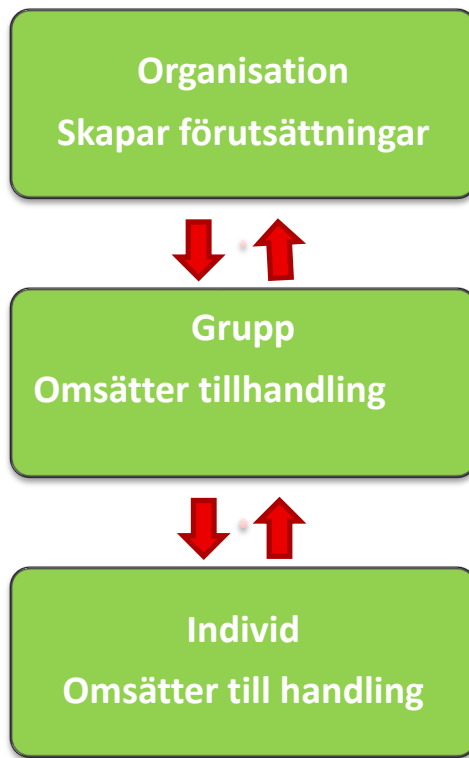 Organisation
Skapar förutsättningar
Grupp
Omsätter tillhandling
Individ
Omsätter till handling